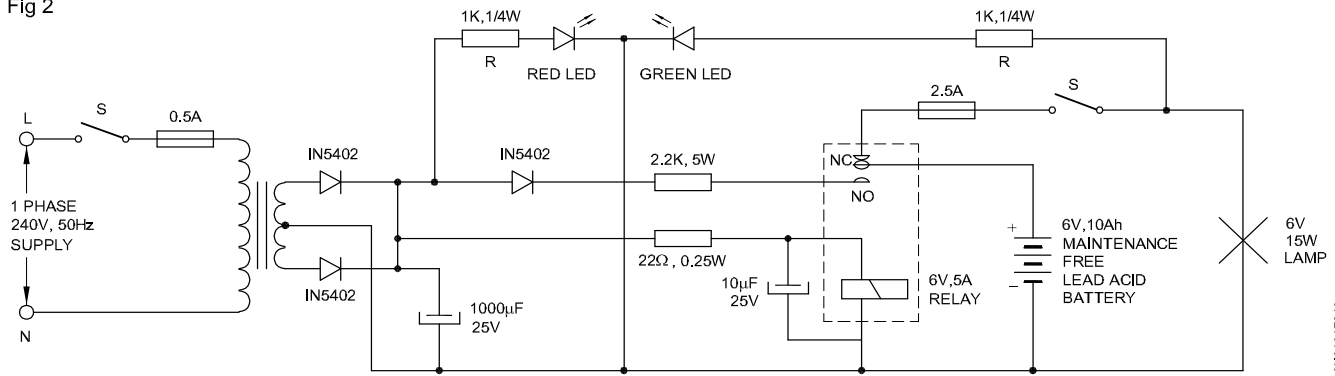 Fig 2
1K,1/4W
R
RED LED
GREEN LED
1K,1/4W
R
L
S
0.5A
2.5A
S
IN5402
IN5402
2.2K, 5W
NC
NO
1 PHASE
240V, 50Hz
SUPPLY
22Ω , 0.25W
+
6V,10Ah
MAINTENANCE
FREE
LEAD ACID
BATTERY
–
6V
15W
LAMP
IN5402
10µF
25V
6V,5A
RELAY
1000µF
25V
N